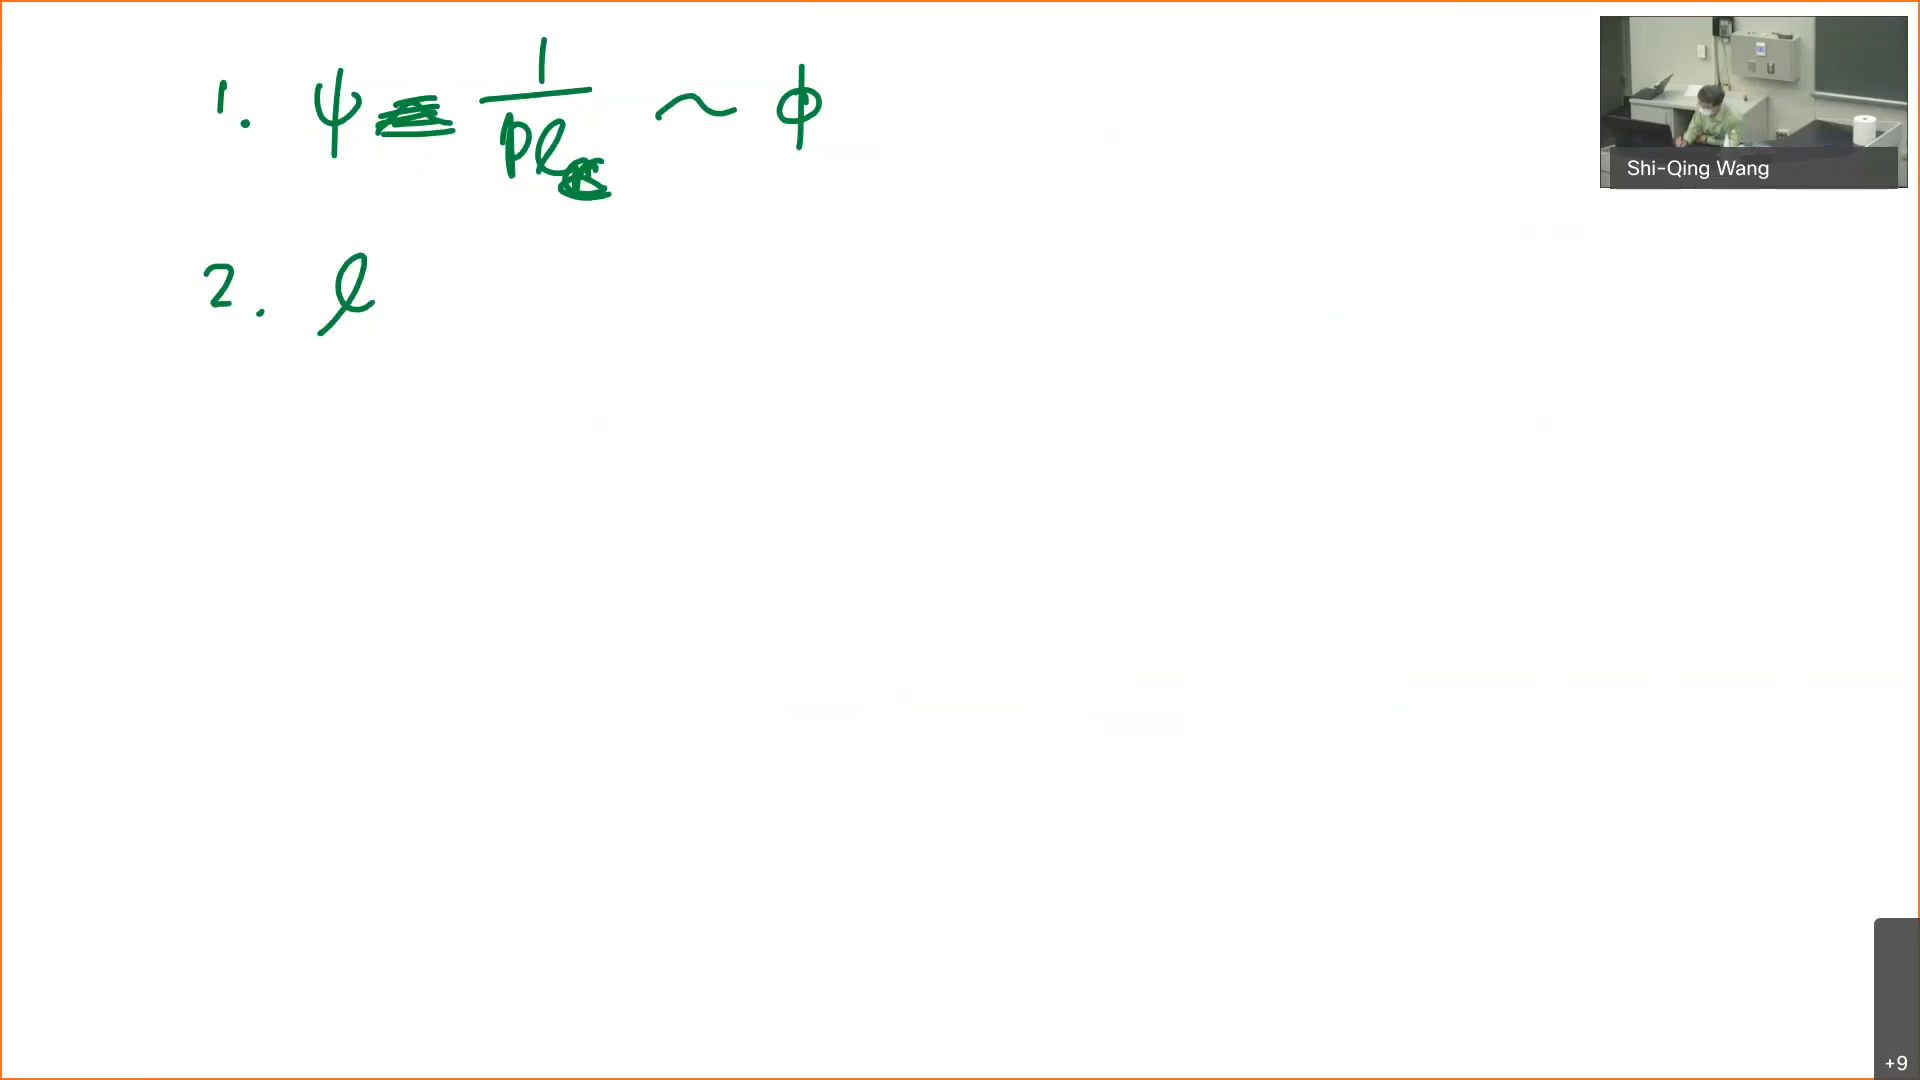 1. ψ = 1/pℓ ~ φ
2. ℓ
Shi-Qing Wang
+9